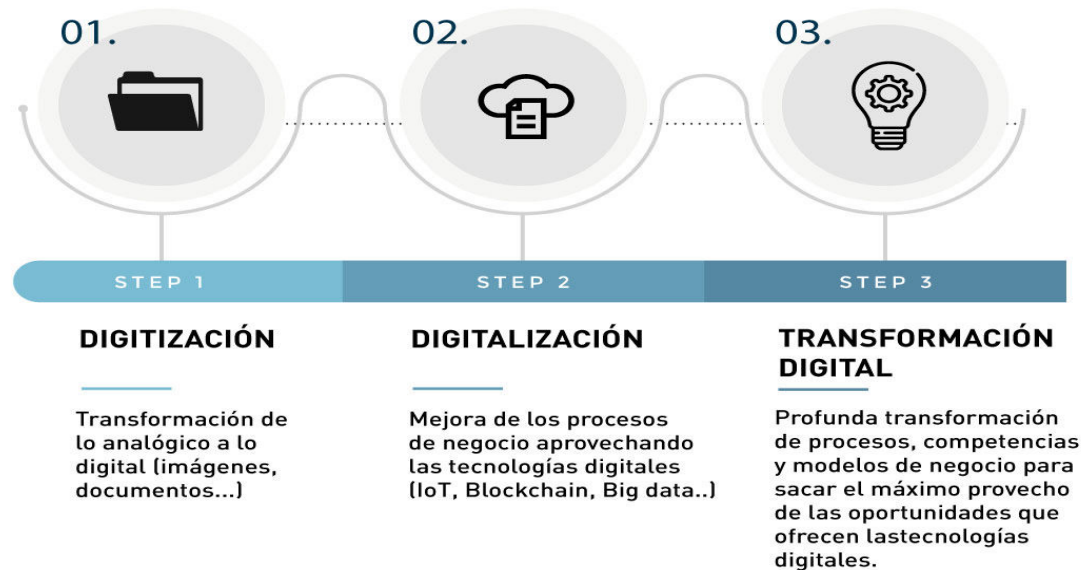 01.
02.
03.
STEP 1
STEP 2
STEP 3
DIGITIZACIÓN
Transformación de
lo analógico a lo
digital (imágenes,
documentos...)
DIGITALIZACIÓN
Mejora de los procesos
de negocio aprovechando
las tecnologías digitales
(IoT, Blockchain, Big data..)
TRANSFORMACIÓN
DIGITAL
Profunda transformación
de procesos, competencias
y modelos de negocio para
sacar el máximo provecho
de las oportunidades que
ofrecen lastecnologías
digitales.